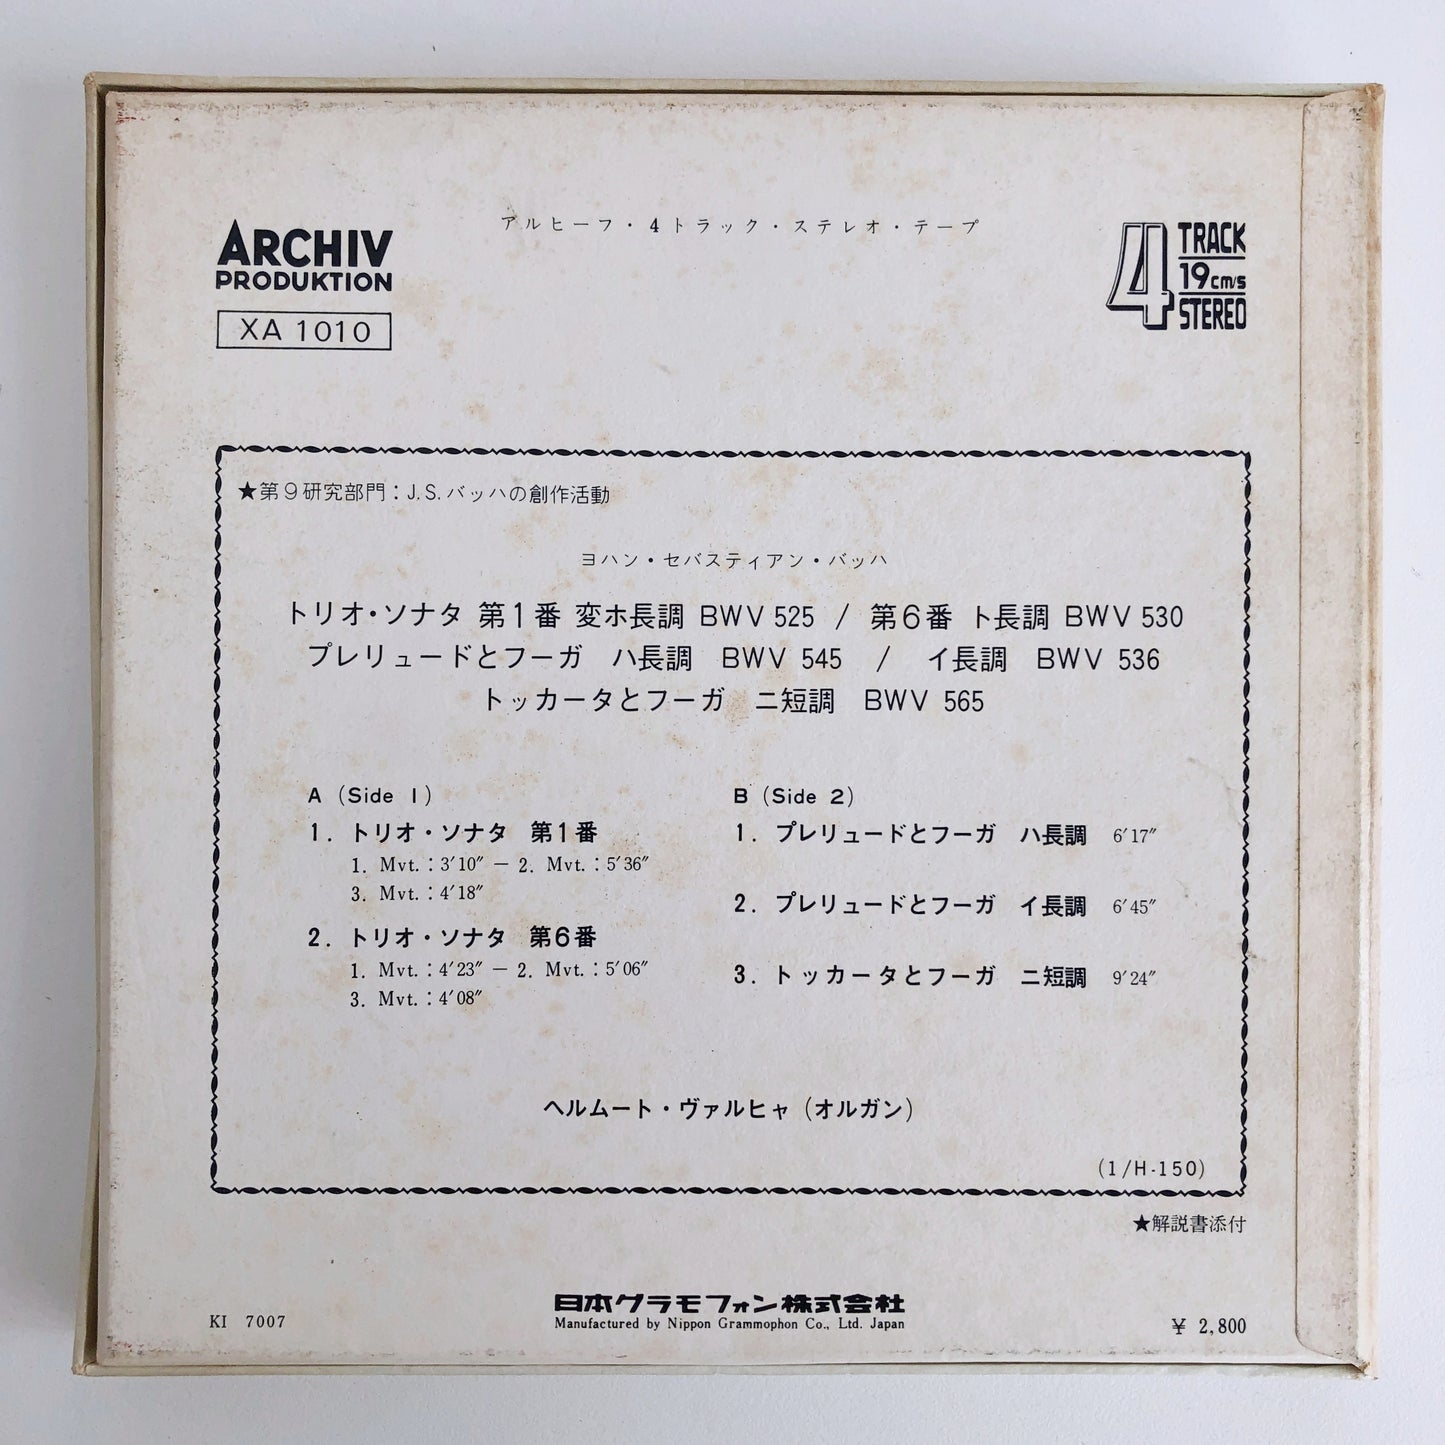 アルヒーフ・4トラック・ステレオ・テープ
ARCHIV
PRODUKTION
XA 1010
4 TRACK
19cm/s
STEREO
★第9研究部門：J.S.バッハの創作活動
ヨハン・セバスティアン・バッハ
トリオ・ソナタ 第1番 変ホ長調 BWV 525 / 第6番 ト長調 BWV 530
プレリュードとフーガ ハ長調 BWV 545 / イ長調 BWV 536
トッカータとフーガ ニ短調 BWV 565
A (Side 1)
1. トリオ・ソナタ 第1番
1. Mvt.：3′10″ － 2. Mvt.：5′36″
3. Mvt.：4′18″
2. トリオ・ソナタ 第6番
1. Mvt.：4′23″ － 2. Mvt.：5′06″
3. Mvt.：4′08″
B (Side 2)
1. プレリュードとフーガ ハ長調 6′17″
2. プレリュードとフーガ イ長調 6′45″
3. トッカータとフーガ ニ短調 9′24″
ヘルムート・ヴァルヒャ (オルガン)
(1/H-150)
★解説書添付
日本グラモフォン株式会社
Manufactured by Nippon Grammophon Co., Ltd. Japan
KI 7007
¥ 2,800